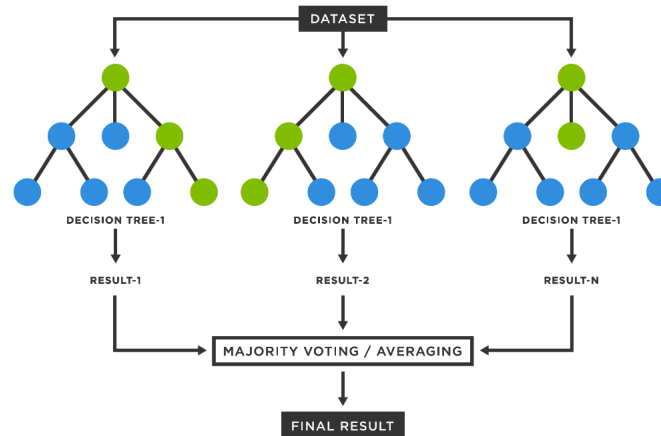 DATASET
DECISION TREE-1
DECISION TREE-1
DECISION TREE-1
RESULT-1
RESULT-2
RESULT-N
MAJORITY VOTING / AVERAGING
FINAL RESULT